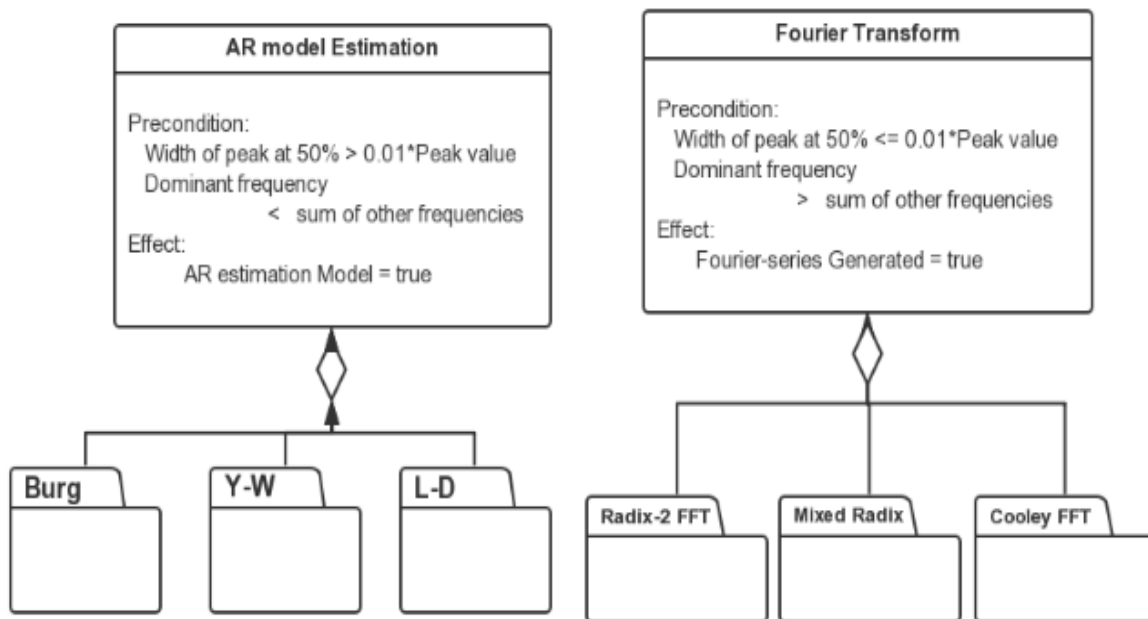 AR model Estimation
Precondition:
Width of peak at 50% > 0.01*Peak value
Dominant frequency
< sum of other frequencies
Effect:
AR estimation Model = true
Burg
Y-W
L-D
Fourier Transform
Precondition:
Width of peak at 50% <= 0.01*Peak value
Dominant frequency
> sum of other frequencies
Effect:
Fourier-series Generated = true
Radix-2 FFT
Mixed Radix
Cooley FFT